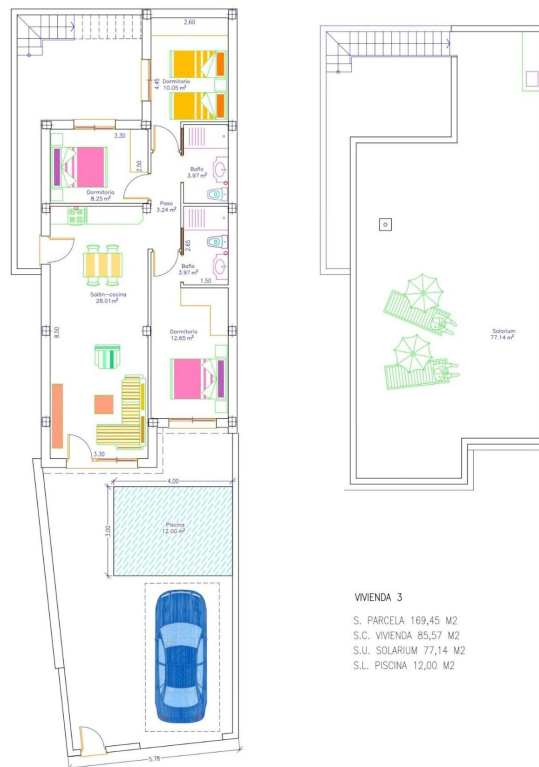 2.60
Dormitorio
10.05 m²
4.45
3.30
2.50
Dormitorio
8.25 m²
Baño
3.97 m²
Paso
3.24 m²
2.65
Baño
3.97 m²
1.50
Salón-cocina
28.01 m²
8.50
Dormitorio
12.65 m²
3.30
4.00
3.00
Piscina
12.00 m²
5.78
Solarium
77.14 m²
VIVIENDA 3
S. PARCELA 169,45 M2
S.C. VIVIENDA 85,57 M2
S.U. SOLARIUM 77,14 M2
S.L. PISCINA 12,00 M2